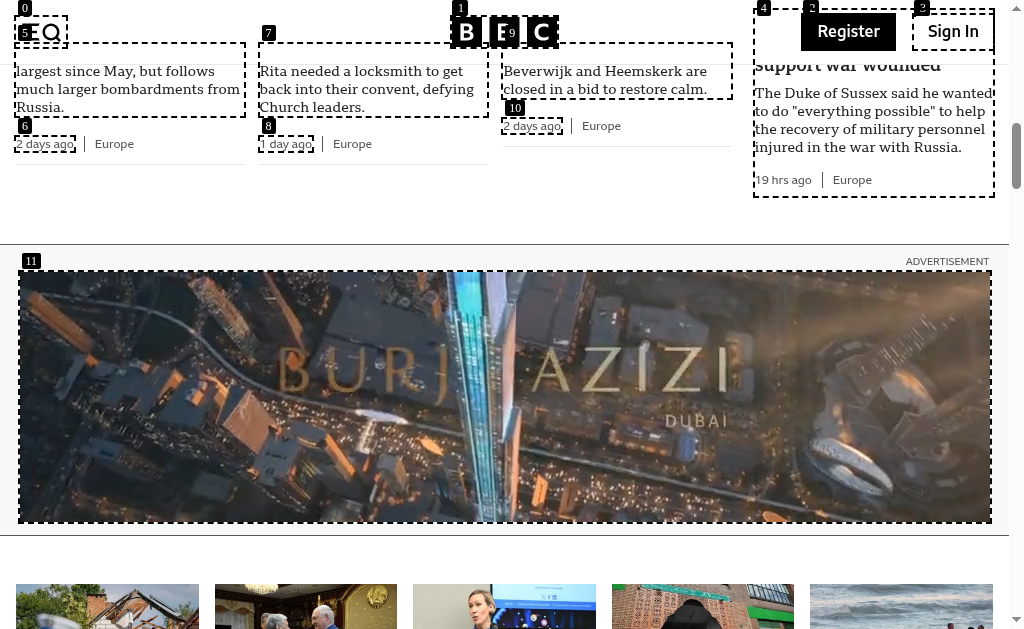 BBC
Register
Sign In
largest since May, but follows
much larger bombardments from
Russia.
2 days ago
Europe
Rita needed a locksmith to get
back into their convent, defying
Church leaders.
1 day ago
Europe
Beverwijk and Heemskerk are
closed in a bid to restore calm.
2 days ago
Europe
support war wounded
The Duke of Sussex said he wanted
to do "everything possible" to help
the recovery of military personnel
injured in the war with Russia.
19 hrs ago
Europe
0
1
2
3
4
5
6
7
8
9
10
11
ADVERTISEMENT
BURJ AZIZI
DUBAI